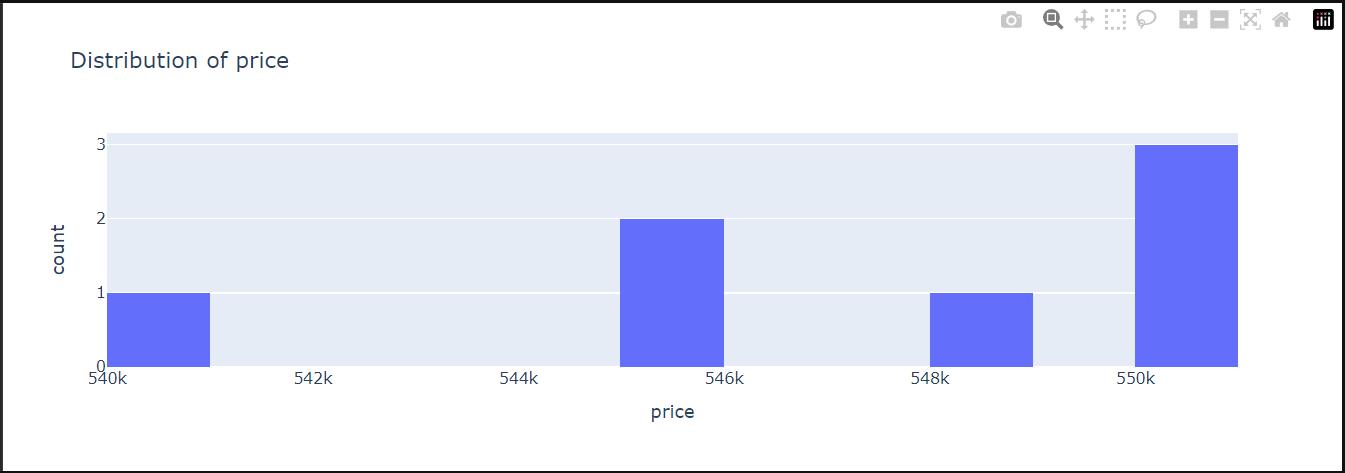 Distribution of price
3
2
1
0
count
540k 542k 544k 546k 548k 550k
price